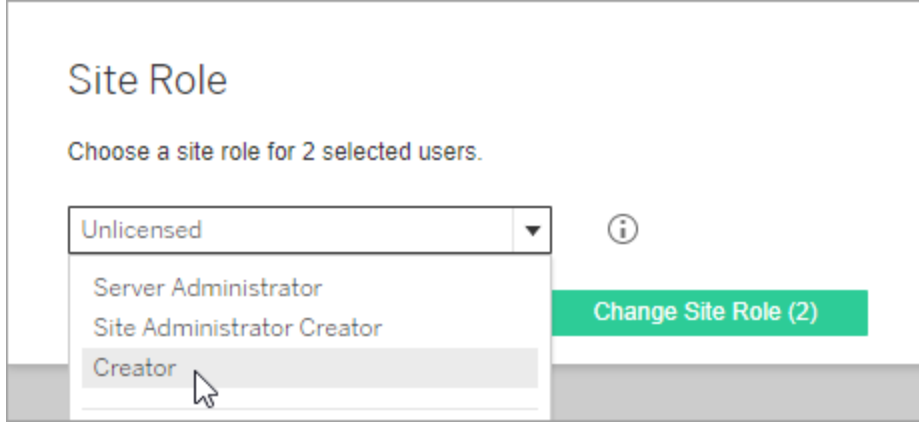 Site Role
Choose a site role for 2 selected users.
Unlicensed
Server Administrator
Site Administrator Creator
Change Site Role (2)
Creator